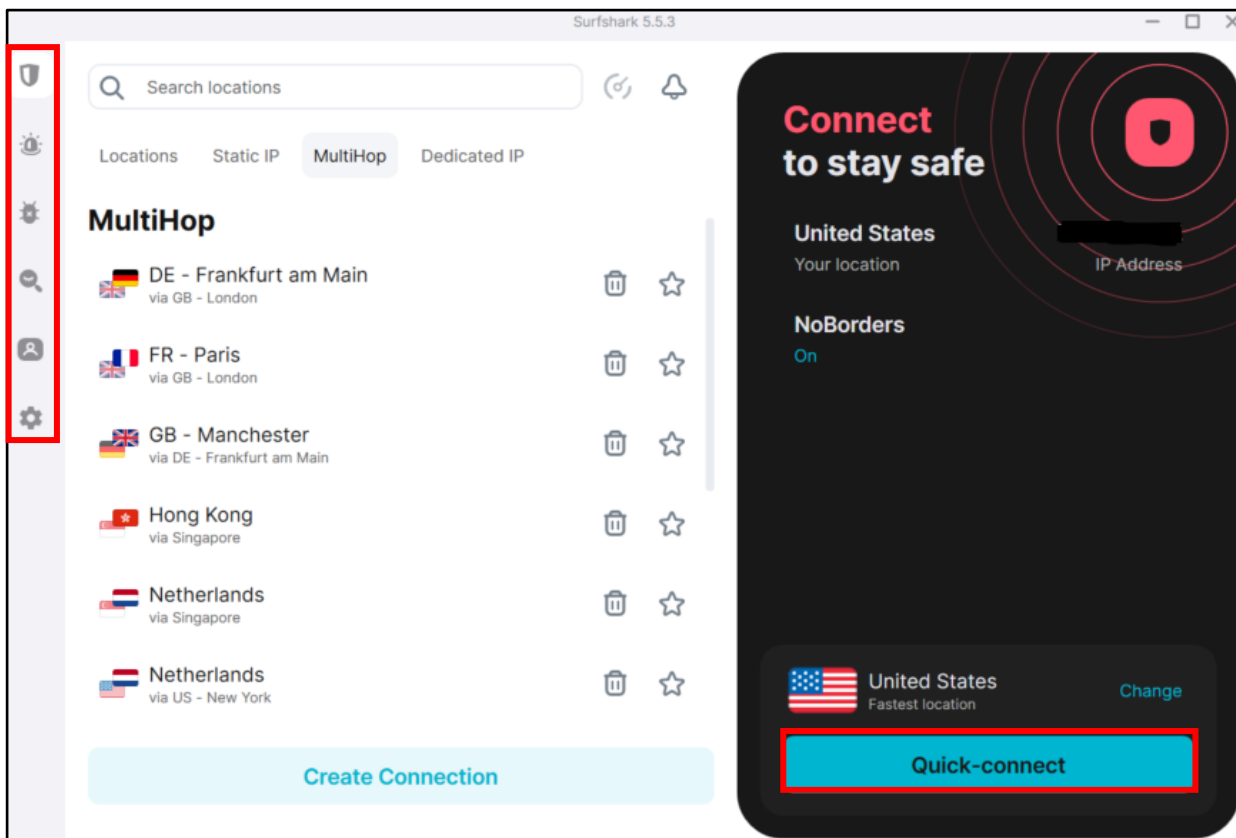 Surfshark 5.5.3
Search locations
Locations Static IP MultiHop Dedicated IP
MultiHop
DE - Frankfurt am Main
via GB - London
FR - Paris
via GB - London
GB - Manchester
via DE - Frankfurt am Main
Hong Kong
via Singapore
Netherlands
via Singapore
Netherlands
via US - New York
Create Connection
Connect
to stay safe
United States
Your location IP Address
NoBorders
On
United States
Fastest location
Change
Quick-connect